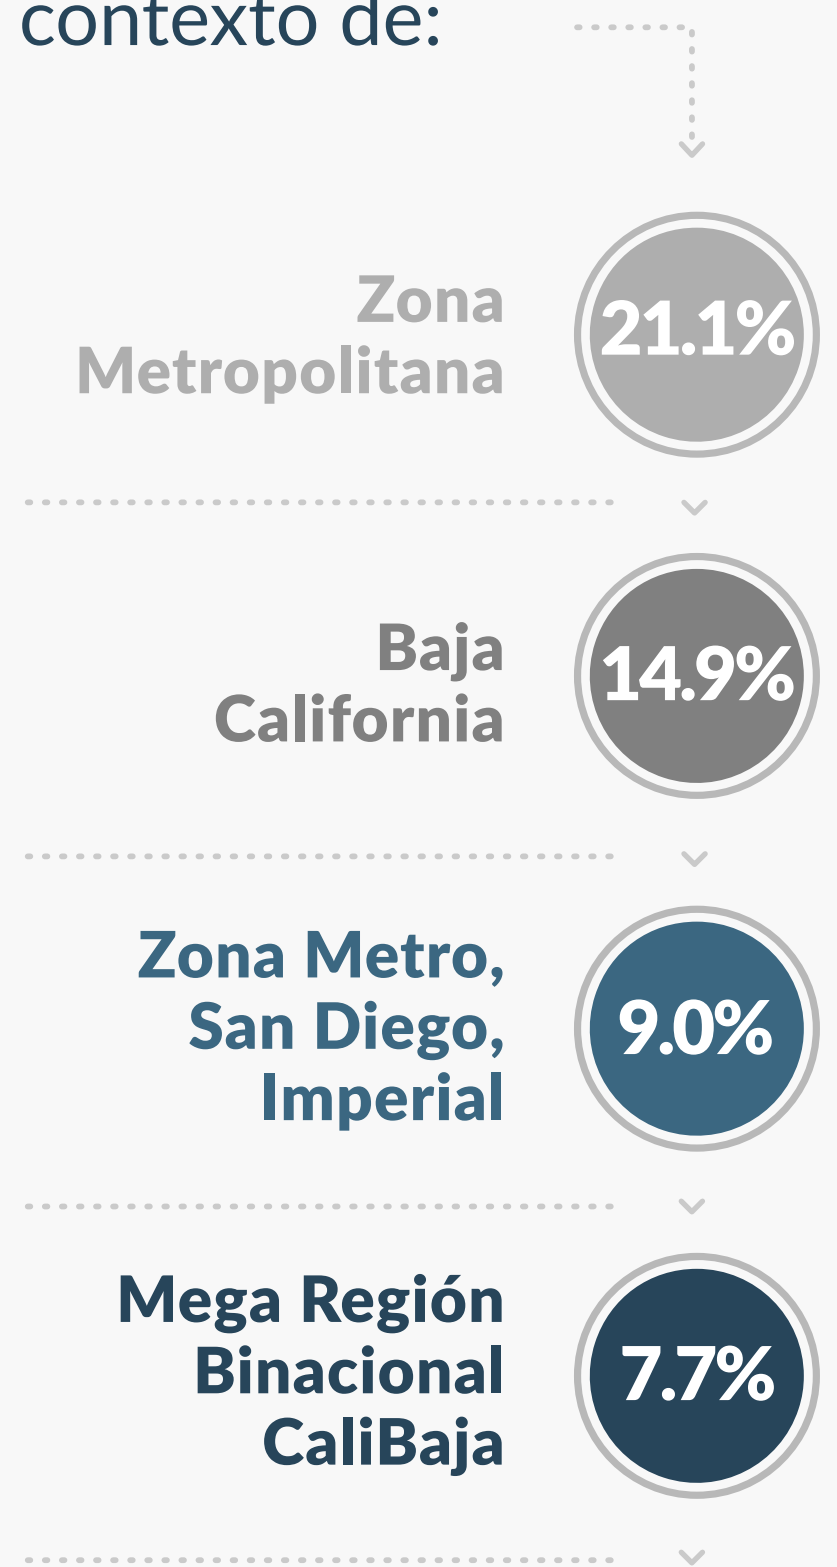 contexto de:
Zona
Metropolitana
21.1%
Baja
California
14.9%
Zona Metro,
San Diego,
Imperial
9.0%
Mega Región
Binacional
CaliBaja
7.7%